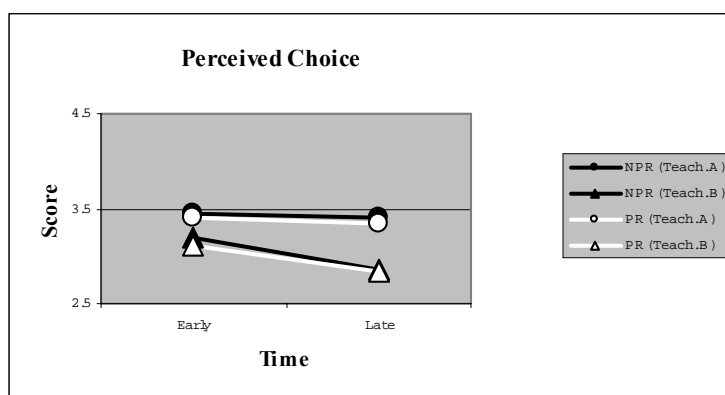 Perceived Choice
4.5
3.5
2.5
Score
Early
Late
Time
NPR (Teach.A)
NPR (Teach.B)
PR (Teach.A)
PR (Teach.B)